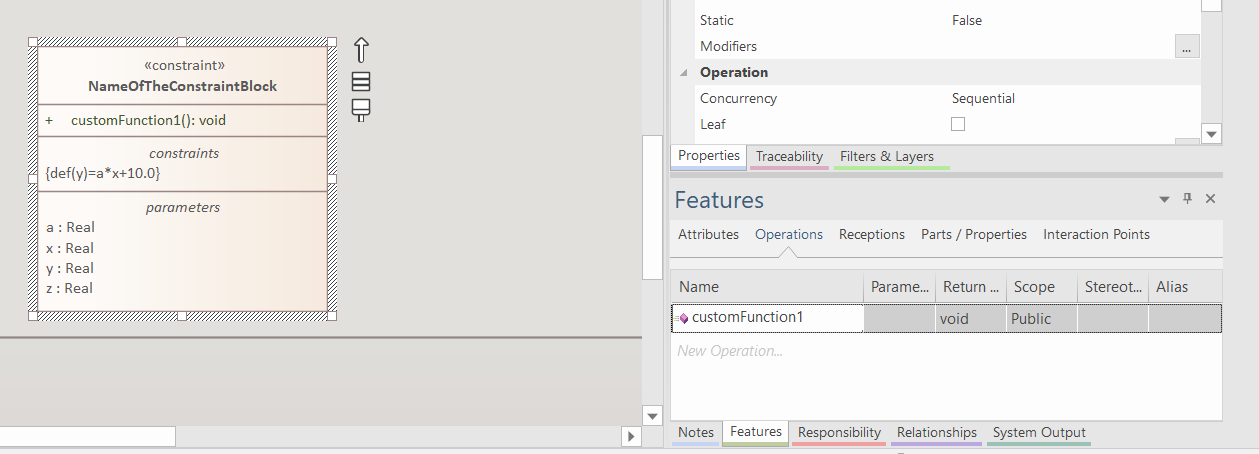 «constraint»
NameOfTheConstraintBlock
+ customFunction1(): void
constraints
{def(y)=a*x+10.0}
parameters
a : Real
x : Real
y : Real
z : Real
Static False
Modifiers ...
Operation
Concurrency Sequential
Leaf
Properties Traceability Filters & Layers
Features
Attributes Operations Receptions Parts / Properties Interaction Points
Name Parame... Return ... Scope Stereot... Alias
customFunction1 void Public
New Operation...
Notes Features Responsibility Relationships System Output